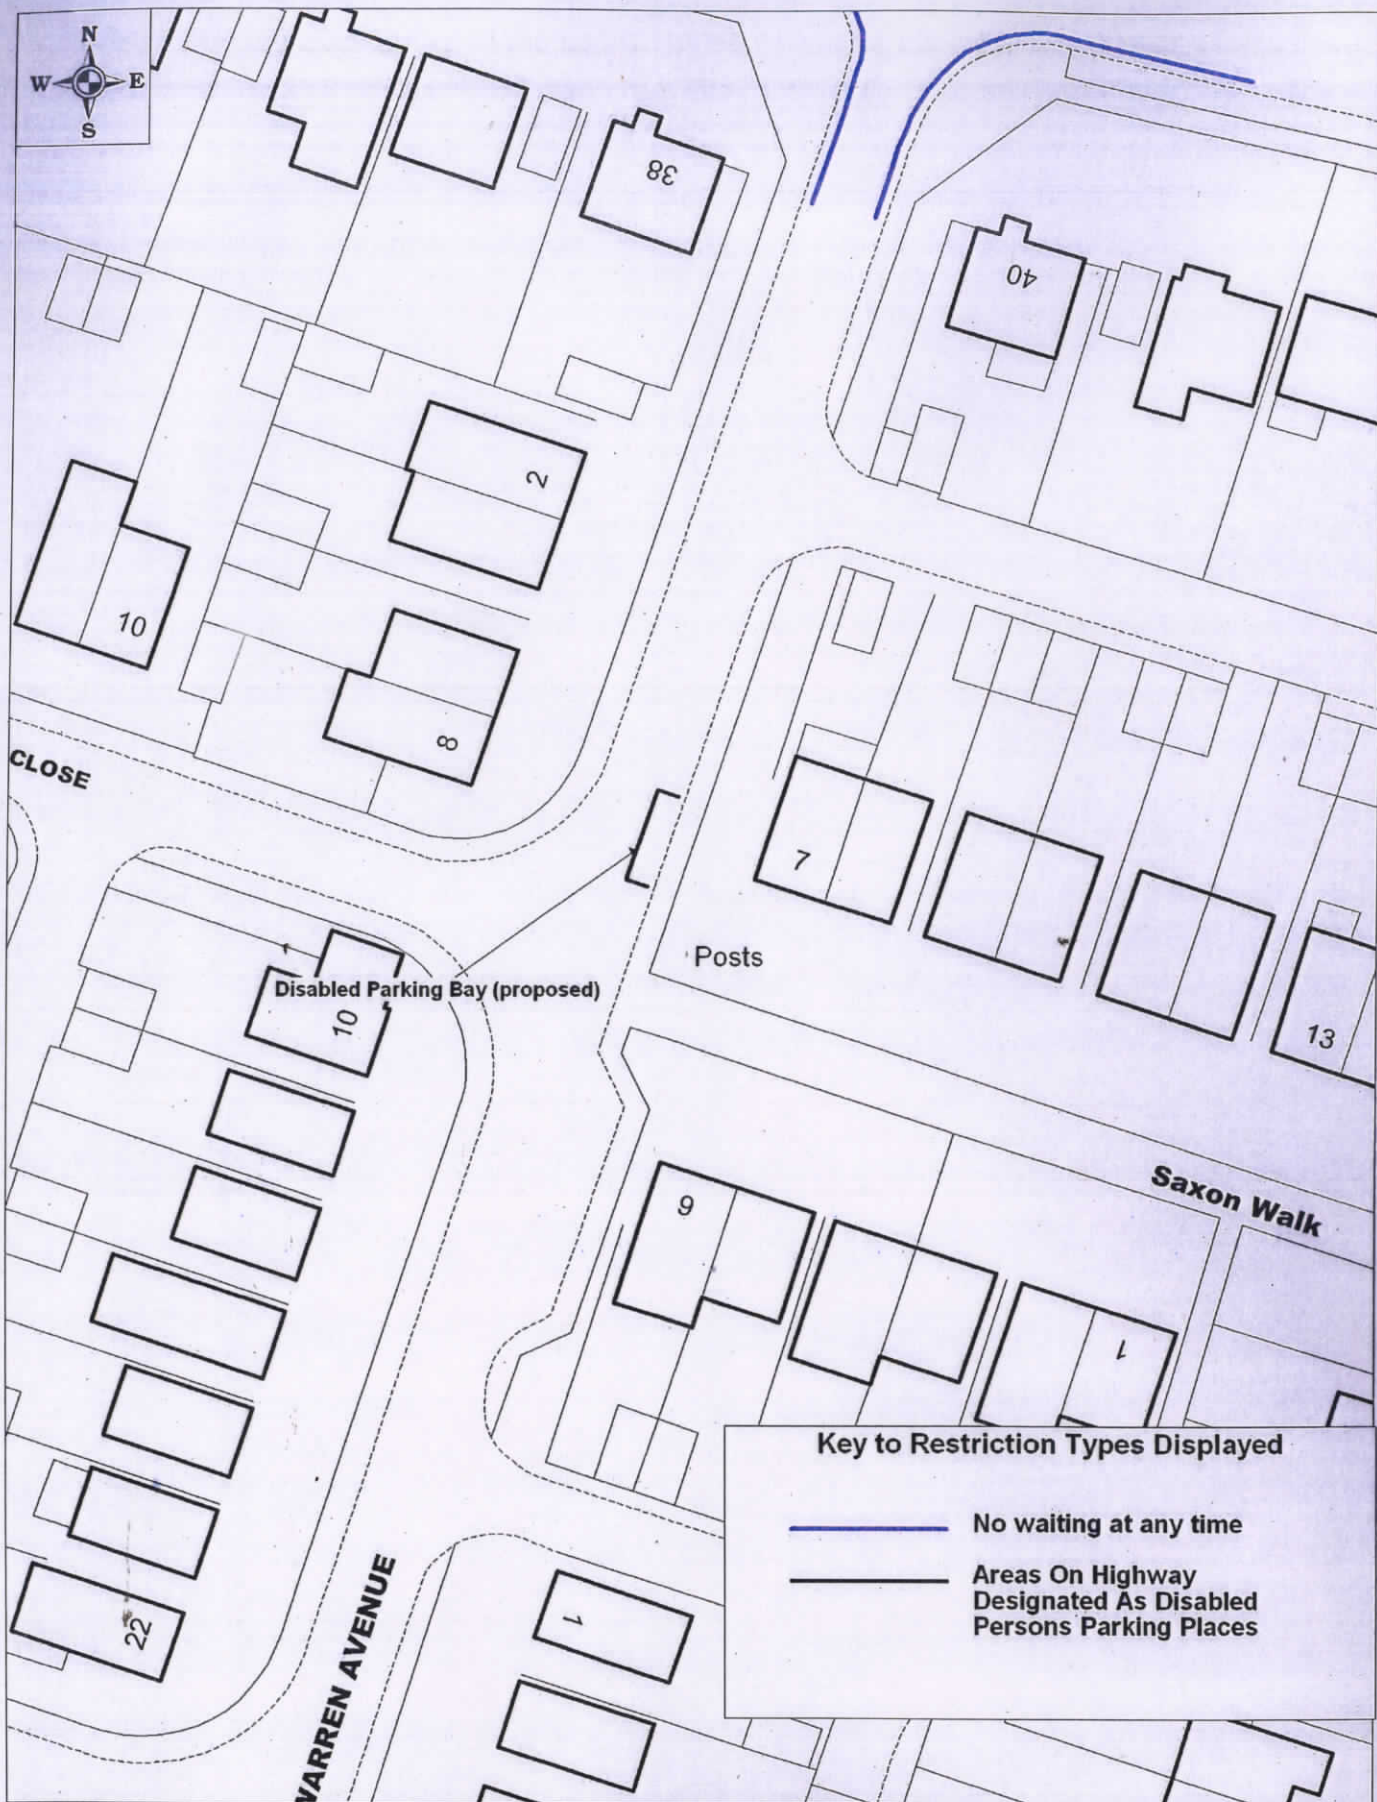 N
W E
S
38
40
2
10
8
CLOSE
7
Posts
Disabled Parking Bay (proposed)
10
13
Saxon Walk
9
1
Key to Restriction Types Displayed
No waiting at any time
Areas On Highway
Designated As Disabled
Persons Parking Places
1
22
WARREN AVENUE